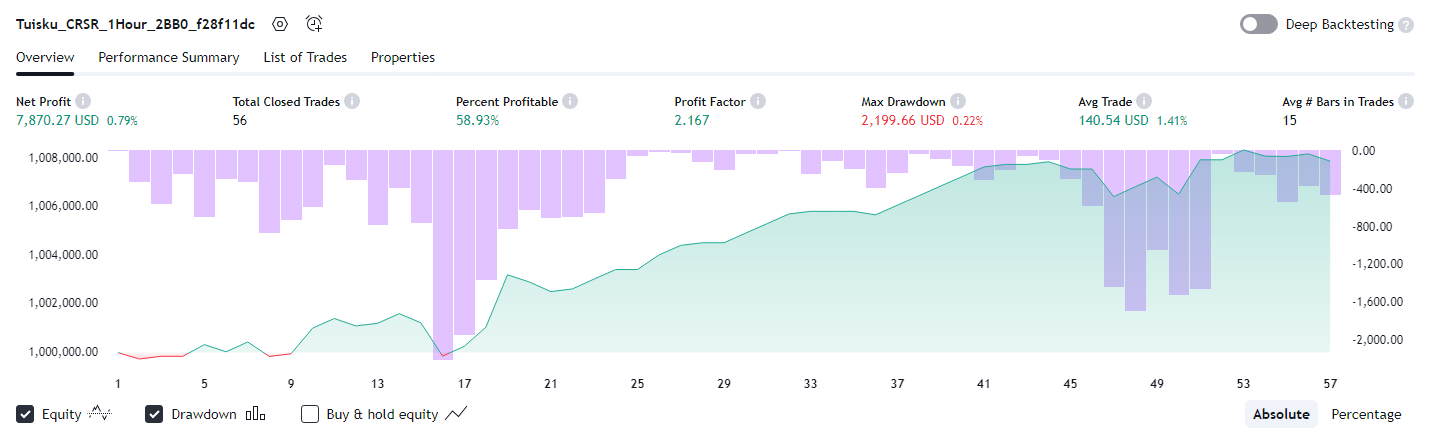 Tuisku_CRSR_1Hour_2BB0_f28f11dc
Deep Backtesting ?
Overview Performance Summary List of Trades Properties
Net Profit Total Closed Trades Percent Profitable Profit Factor Max Drawdown Avg Trade Avg # Bars in Trades
7,870.27 USD 0.79% 56 58.93% 2.167 2,199.66 USD 0.22% 140.54 USD 1.41% 15
1,008,000.00
1,006,000.00
1,004,000.00
1,002,000.00
1,000,000.00
0.00
-400.00
-800.00
-1,200.00
-1,600.00
-2,000.00
1 5 9 13 17 21 25 29 33 37 41 45 49 53 57
Equity Drawdown Buy & hold equity Absolute Percentage